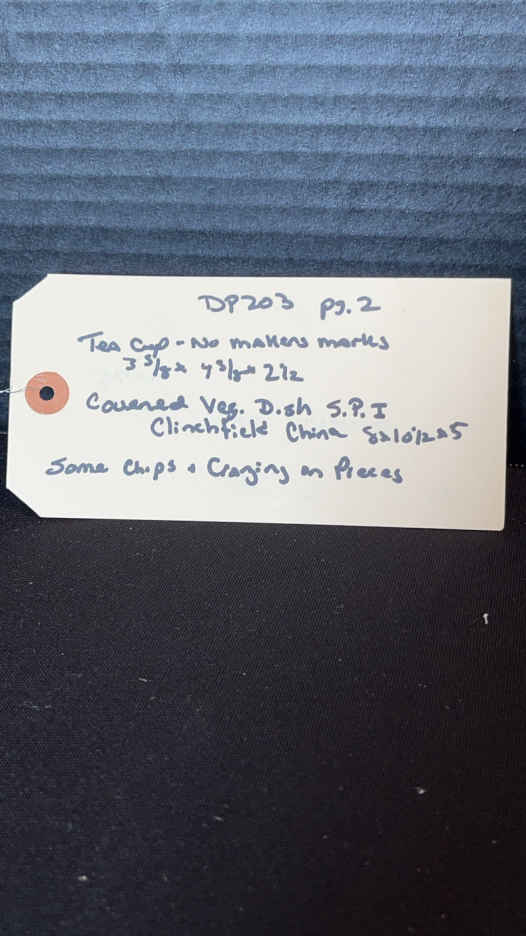 DP203 pg. 2
Tea Cup - No makers marks
3 5/8 x 4 3/8 x 2 1/2
Covered Veg. Dish S.P.I
Clinchfield China 8x10 1/2 x5
Some Chips & Crazing on Pieces